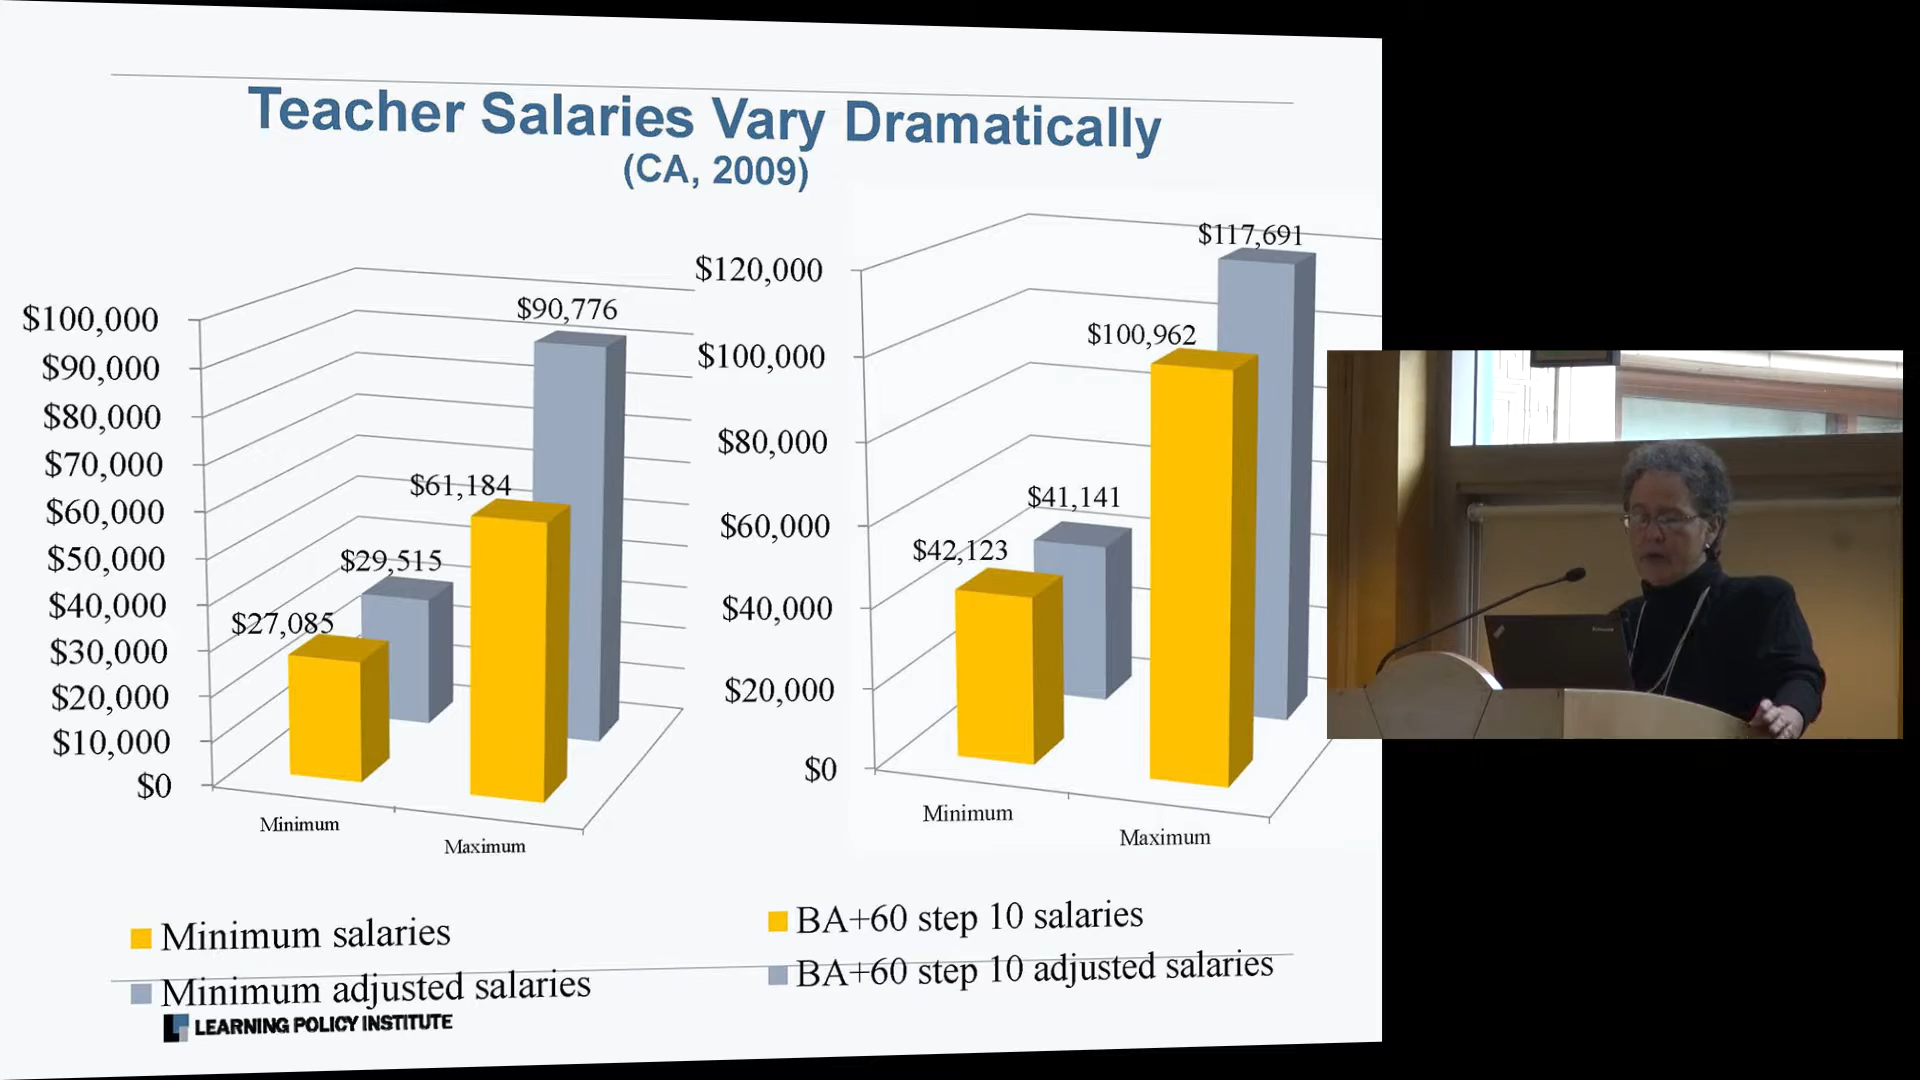 Teacher Salaries Vary Dramatically
(CA, 2009)
$100,000
$90,000
$80,000
$70,000
$60,000
$50,000
$40,000
$30,000
$20,000
$10,000
$0
$27,085
$29,515
$61,184
$90,776
Minimum
Maximum
Minimum salaries
Minimum adjusted salaries
$120,000
$100,000
$80,000
$60,000
$40,000
$20,000
$0
$42,123
$41,141
$100,962
$117,691
Minimum
Maximum
BA+60 step 10 salaries
BA+60 step 10 adjusted salaries
LEARNING POLICY INSTITUTE